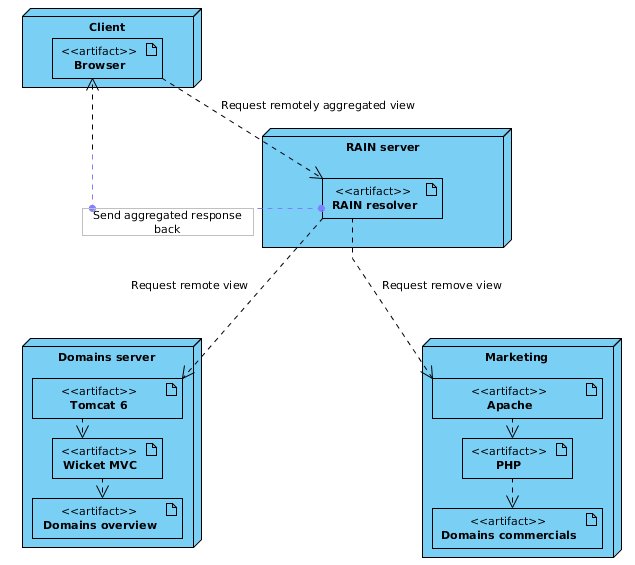 Client
<<artifact>>
Browser
Request remotely aggregated view
RAIN server
<<artifact>>
RAIN resolver
Send aggregated response
back
Request remote view
Request remove view
Domains server
<<artifact>>
Tomcat 6
<<artifact>>
Wicket MVC
<<artifact>>
Domains overview
Marketing
<<artifact>>
Apache
<<artifact>>
PHP
<<artifact>>
Domains commercials